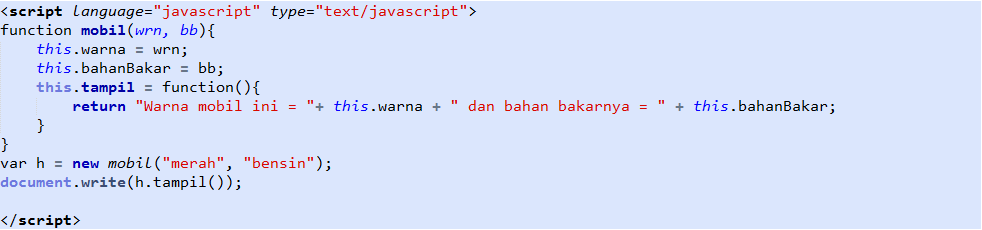 <script language="javascript" type="text/javascript">
function mobil(wrn, bb){
    this.warna = wrn;
    this.bahanBakar = bb;
    this.tampil = function(){
        return "Warna mobil ini = "+ this.warna + " dan bahan bakarnya = " + this.bahanBakar;
    }
}
var h = new mobil("merah", "bensin");
document.write(h.tampil());

</script>